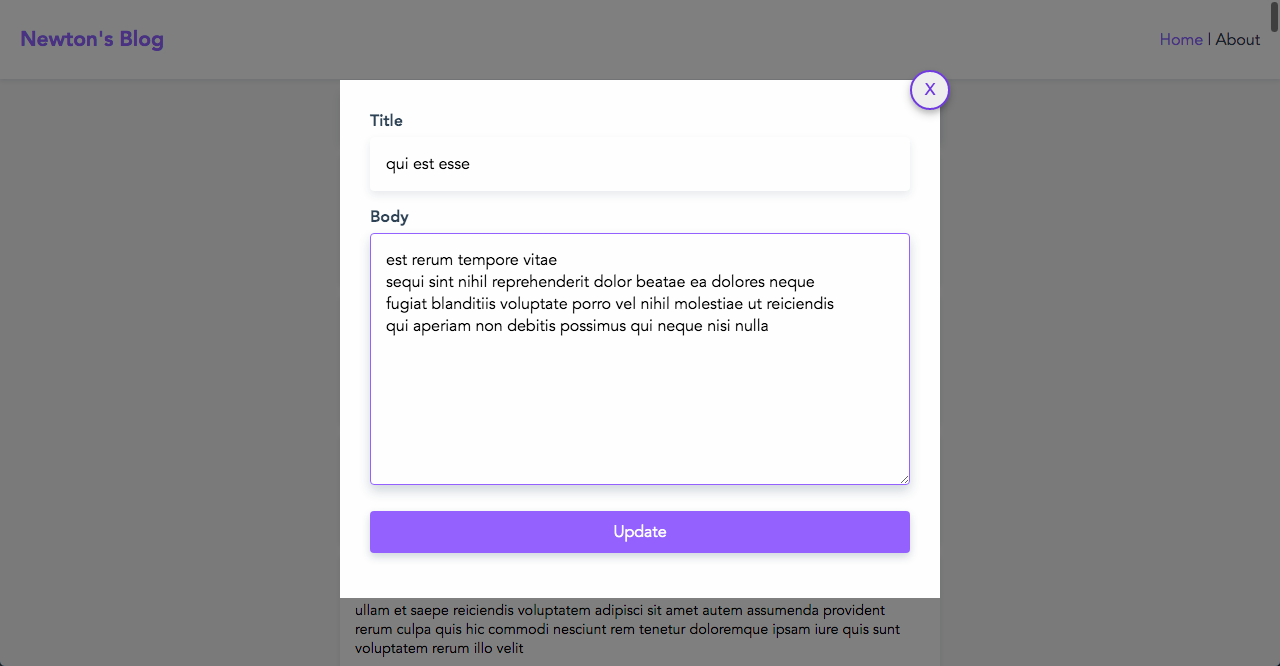 Newton's Blog
Home | About
X
Title
qui est esse
Body
est rerum tempore vitae
sequi sint nihil reprehenderit dolor beatae ea dolores neque
fugiat blanditiis voluptate porro vel nihil molestiae ut reiciendis
qui aperiam non debitis possimus qui neque nisi nulla
Update
ullam et saepe reiciendis voluptatem adipisci sit amet autem assumenda provident
rerum culpa quis hic commodi nesciunt rem tenetur doloremque ipsam iure quis sunt
voluptatem rerum illo velit